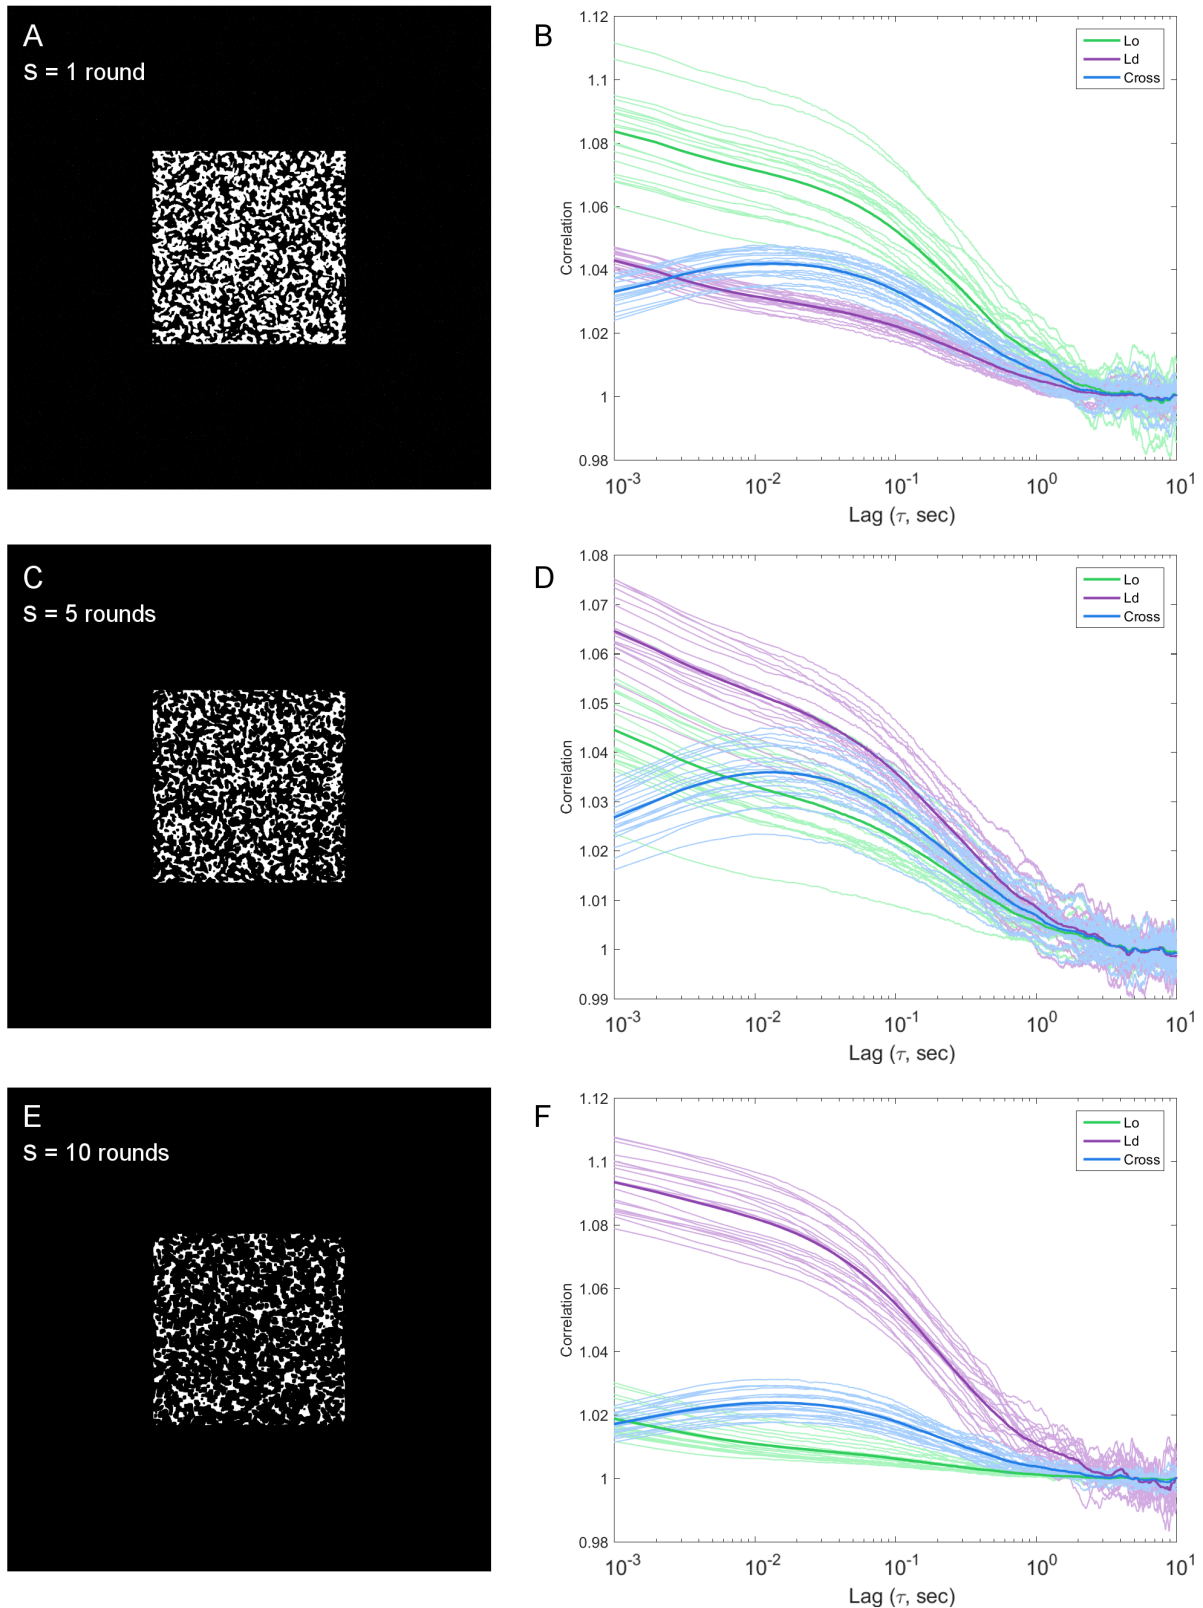 A
s = 1 round
B
1.12
1.1
1.08
1.06
1.04
1.02
1
0.98
Correlation
Lo
Ld
Cross
10-3
10-2
10-1
100
101
Lag (τ, sec)
C
s = 5 rounds
D
1.08
1.07
1.06
1.05
1.04
1.03
1.02
1.01
1
0.99
Correlation
Lo
Ld
Cross
10-3
10-2
10-1
100
101
Lag (τ, sec)
E
s = 10 rounds
F
1.12
1.1
1.08
1.06
1.04
1.02
1
0.98
Correlation
Lo
Ld
Cross
10-3
10-2
10-1
100
101
Lag (τ, sec)